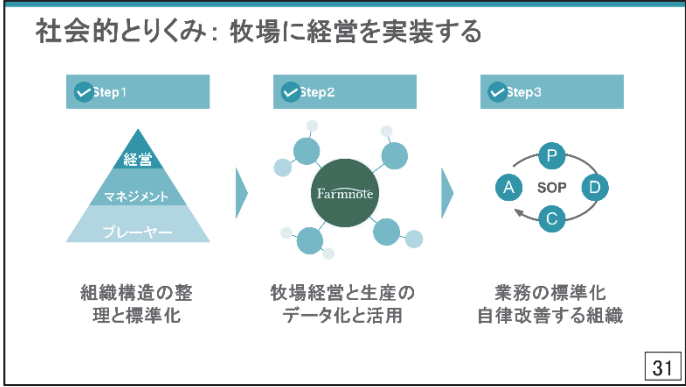 社会的とりくみ：牧場に経営を実装する
Step1
Step2
Step3
経営
マネジメント
プレーヤー
Farmnote
P
A
SOP
D
C
組織構造の整
理と標準化
牧場経営と生産の
データ化と活用
業務の標準化
自律改善する組織
31